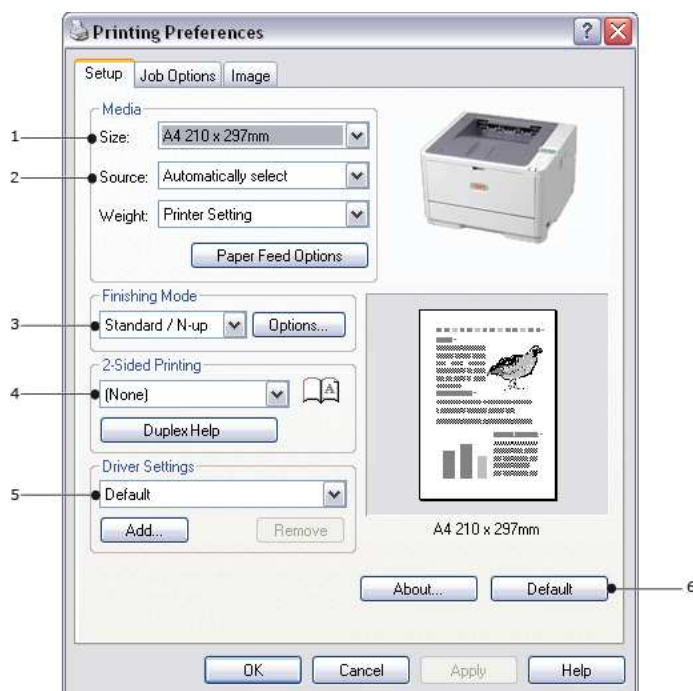 Printing Preferences
Setup Job Options Image
Media
1 Size: A4 210 x 297mm
2 Source: Automatically select
Weight: Printer Setting
Paper Feed Options
Finishing Mode
3 Standard / N-up Options...
2-Sided Printing
4 (None) A
Duplex Help
Driver Settings
5 Default
Add... Remove
A4 210 x 297mm
About... Default 6
OK Cancel Apply Help